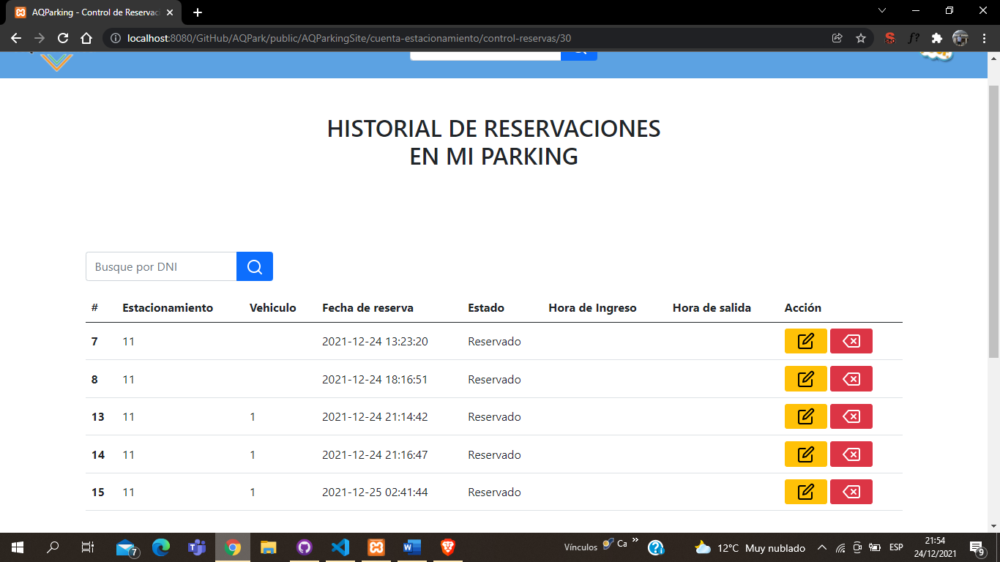 AQParking - Control de Reservac
localhost:8080/GitHub/AQPark/public/AQParkingSite/cuenta-estacionamiento/control-reservas/30
HISTORIAL DE RESERVACIONES
EN MI PARKING
Busque por DNI
# Estacionamiento Vehiculo Fecha de reserva Estado Hora de Ingreso Hora de salida Acción
7 11 2021-12-24 13:23:20 Reservado
8 11 2021-12-24 18:16:51 Reservado
13 11 1 2021-12-24 21:14:42 Reservado
14 11 1 2021-12-24 21:16:47 Reservado
15 11 1 2021-12-25 02:41:44 Reservado
7 Vínculos Ca » 12°C Muy nublado ESP 21:54
24/12/2021 9